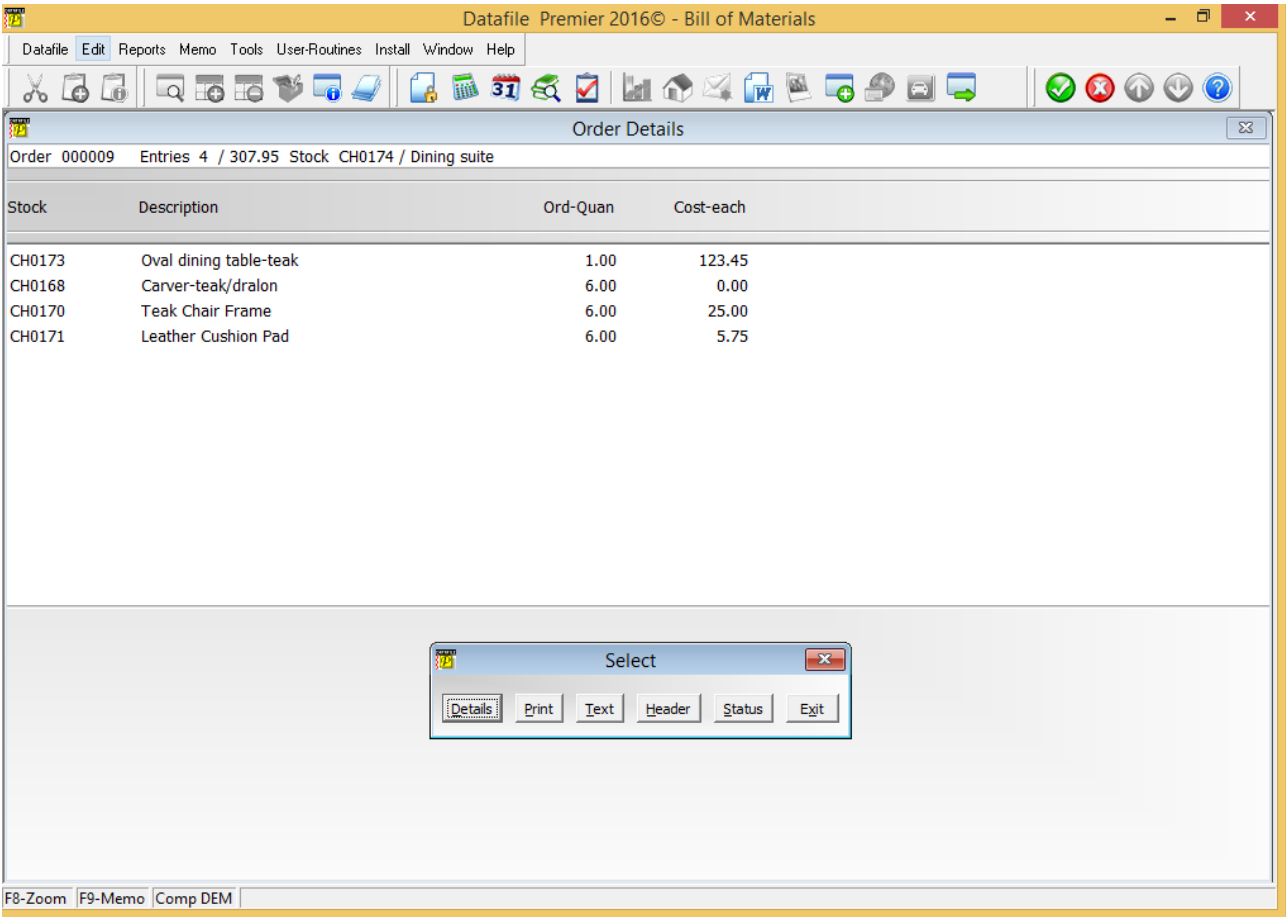 Datafile Premier 2016© - Bill of Materials
Datafile Edit Reports Memo Tools User-Routines Install Window Help
31 W ?
Order Details
Order 000009 Entries 4 / 307.95 Stock CH0174 / Dining suite
Stock Description Ord-Quan Cost-each
CH0173 Oval dining table-teak 1.00 123.45
CH0168 Carver-teak/dralon 6.00 0.00
CH0170 Teak Chair Frame 6.00 25.00
CH0171 Leather Cushion Pad 6.00 5.75
Select
Details Print Text Header Status Exit
F8-Zoom F9-Memo Comp DEM